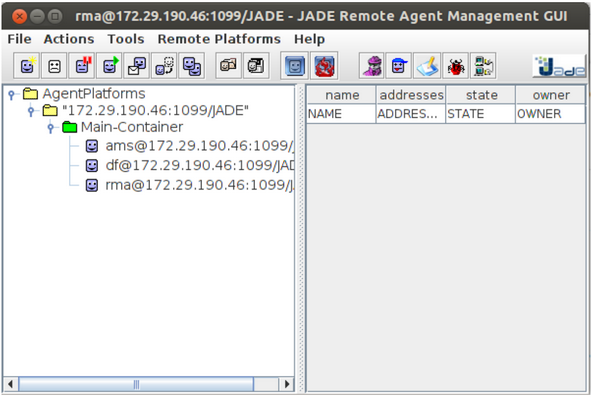 rma@172.29.190.46:1099/JADE - JADE Remote Agent Management GUI
File Actions Tools Remote Platforms Help
Jade
AgentPlatforms
"172.29.190.46:1099/JADE"
Main-Container
ams@172.29.190.46:1099/
df@172.29.190.46:1099/JAD
rma@172.29.190.46:1099/J
name addresses state owner
NAME ADDRES... STATE OWNER